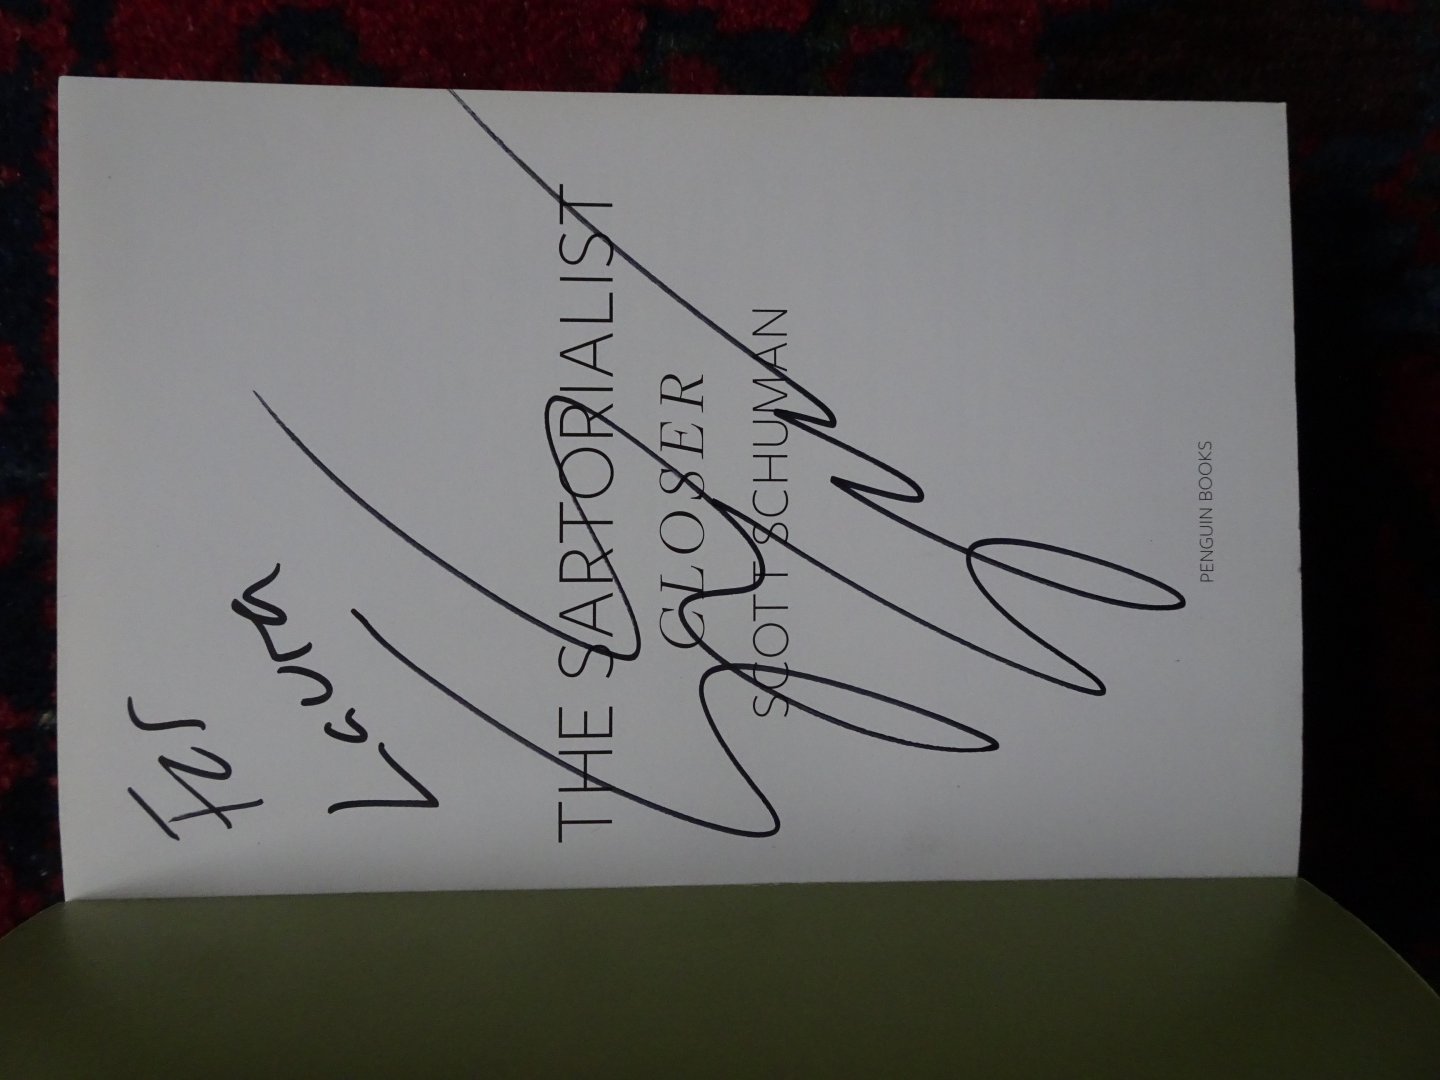 For
Laura
THE SARTORIALIST
CLOSER
SCOTT SCHUMAN
PENGUIN BOOKS